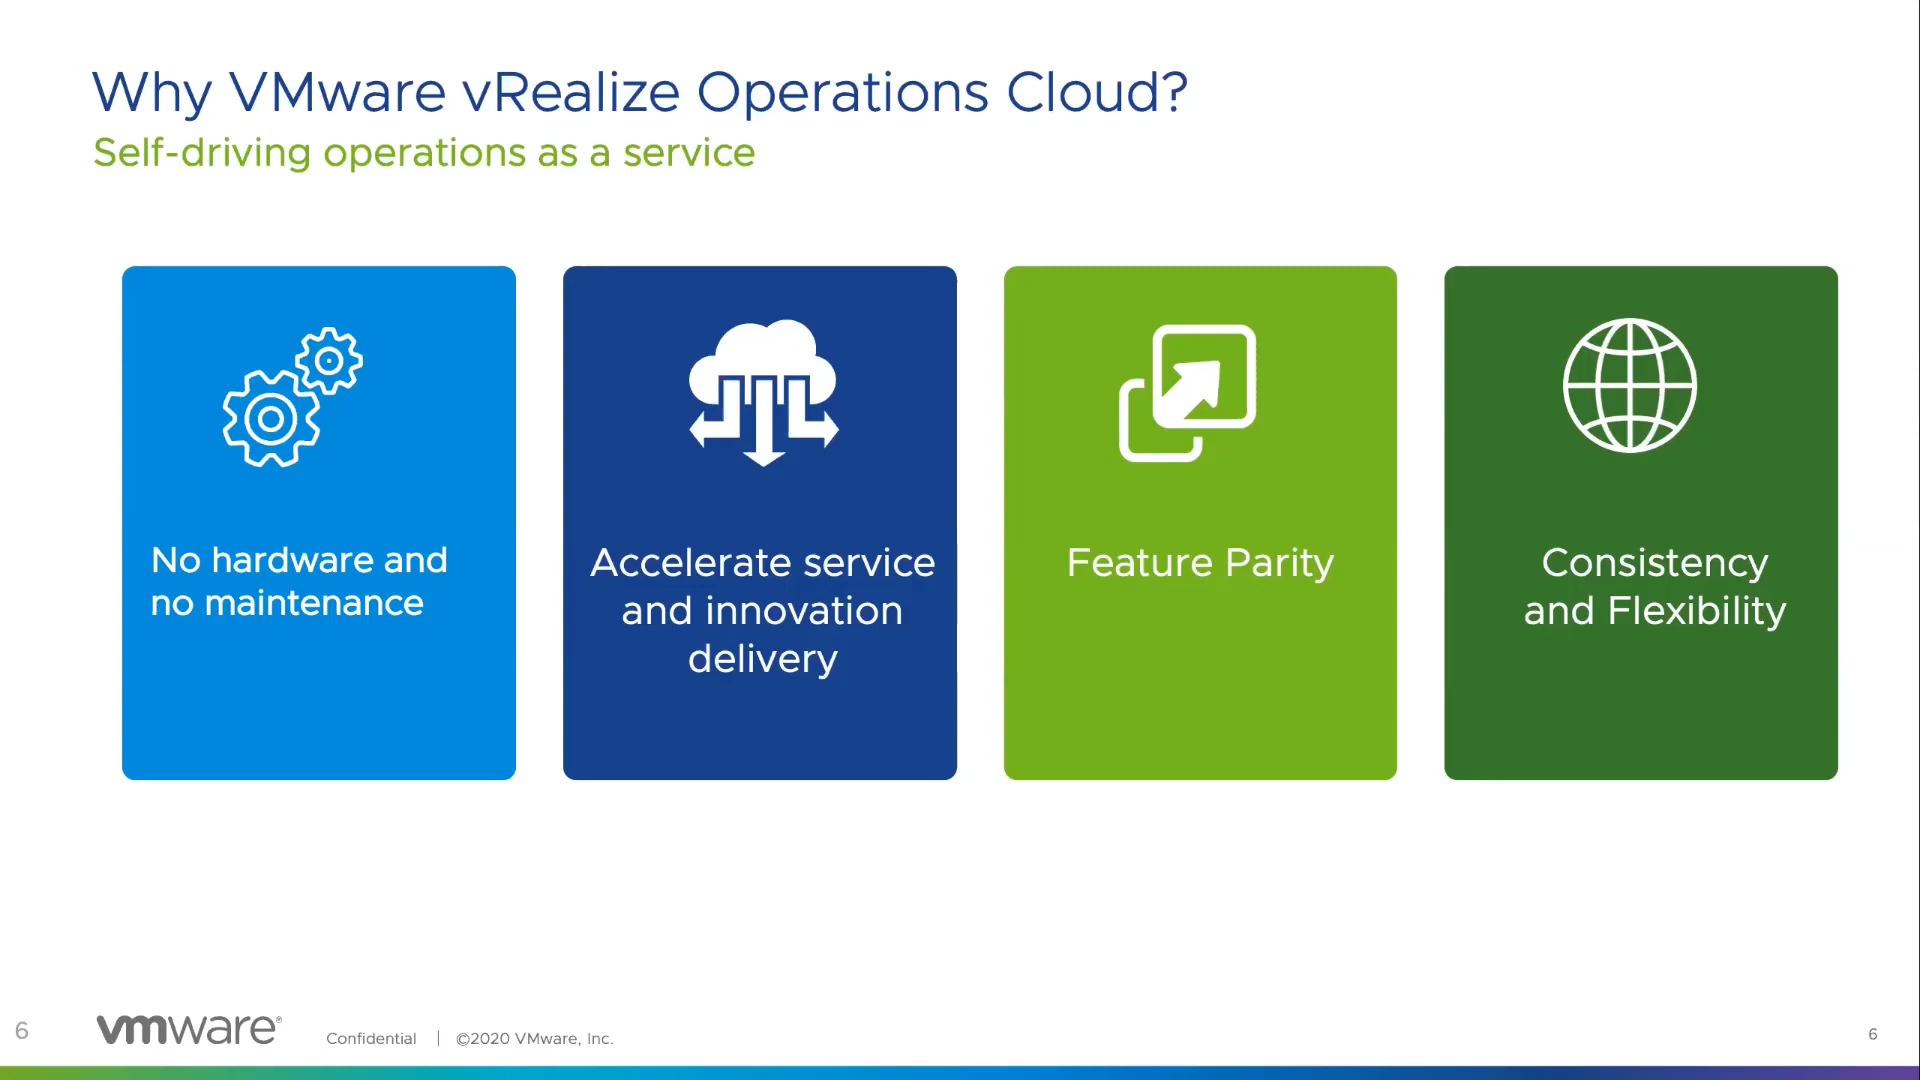 Why VMware vRealize Operations Cloud?
Self-driving operations as a service
No hardware and
no maintenance
Accelerate service
and innovation
delivery
Feature Parity
Consistency
and Flexibility
6
vmware®
Confidential | ©2020 VMware, Inc.
6